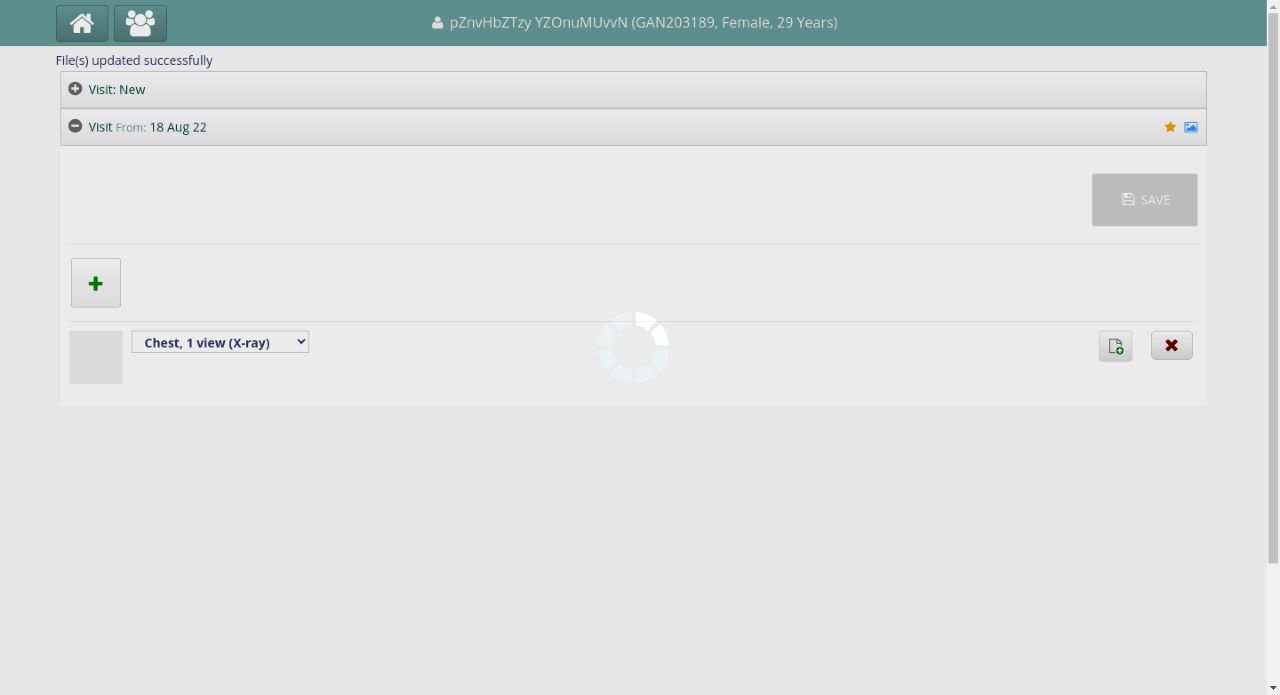 pZnvHbZTzy YZOnuMUvvN (GAN203189, Female, 29 Years)
File(s) updated successfully
Visit: New
Visit From: 18 Aug 22
SAVE
Chest, 1 view (X-ray)